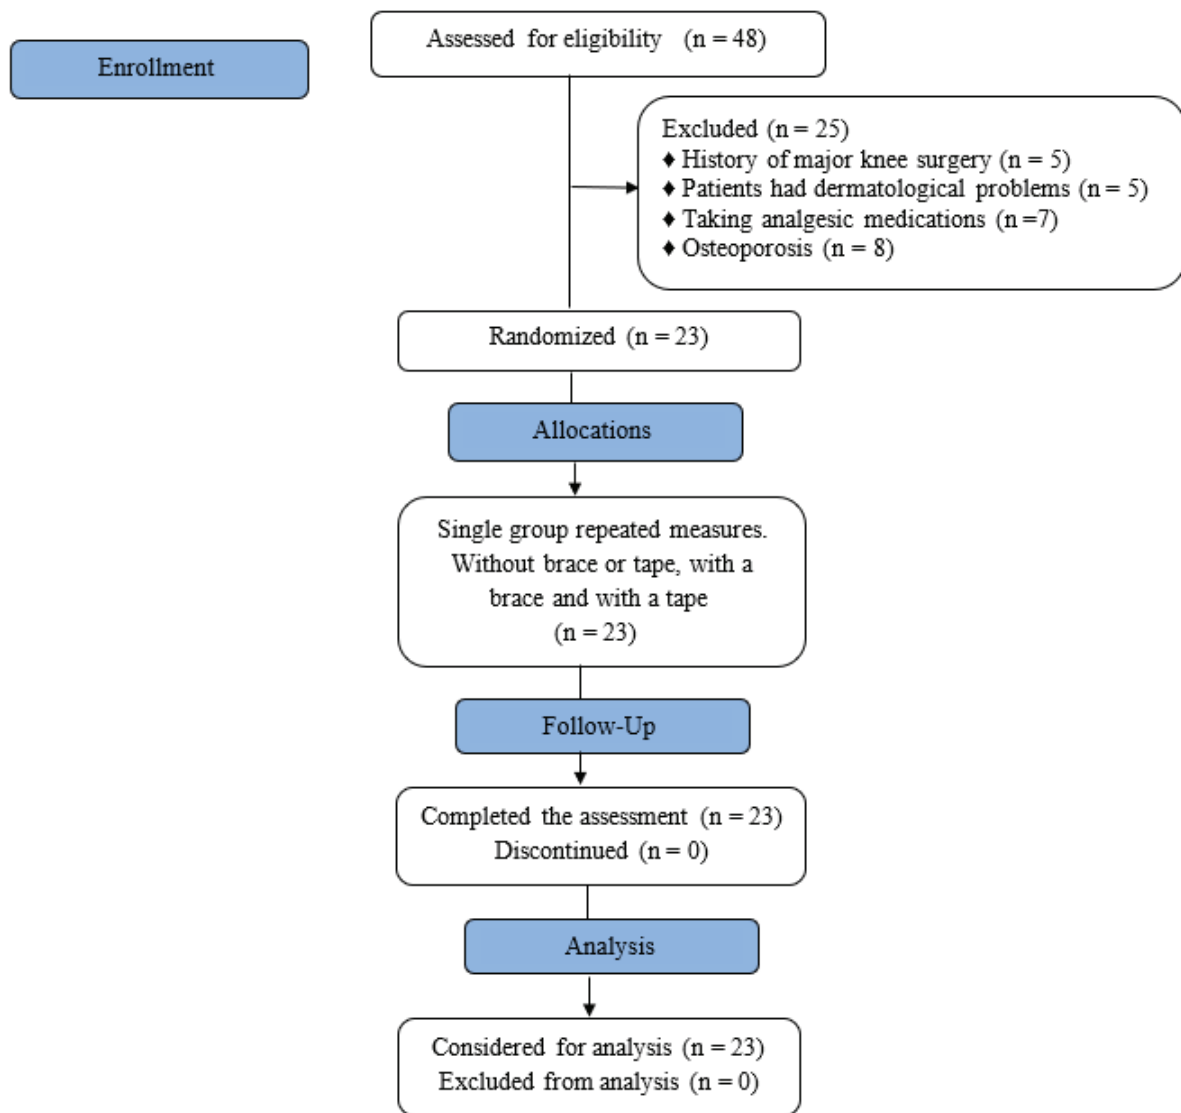 Assessed for eligibility (n = 48)
Enrollment
Excluded (n = 25)
♦ History of major knee surgery (n = 5)
♦ Patients had dermatological problems (n = 5)
♦ Taking analgesic medications (n =7)
♦ Osteoporosis (n = 8)
Randomized (n = 23)
Allocations
Single group repeated measures.
Without brace or tape, with a
brace and with a tape
(n = 23)
Follow-Up
Completed the assessment (n = 23)
Discontinued (n = 0)
Analysis
Considered for analysis (n = 23)
Excluded from analysis (n = 0)